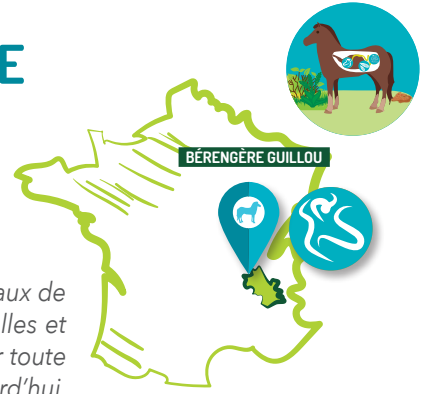 E
BÉRENGÈRE GUILLOU
aux de
lles et
r toute
rd'hui,